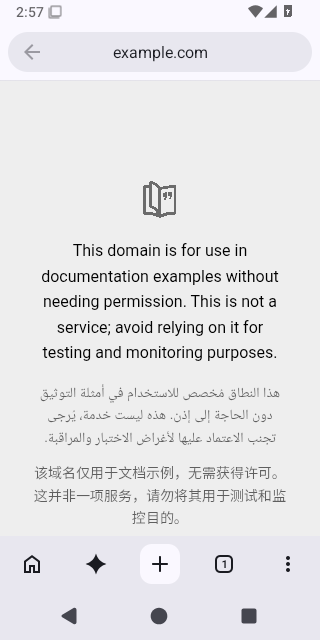 2:57
example.com
This domain is for use in
documentation examples without
needing permission. This is not a
service; avoid relying on it for
testing and monitoring purposes.
هذا النطاق مُخصص للاستخدام في أمثلة التوثيق
دون الحاجة إلى إذن. هذه ليست خدمة، يُرجى
تجنب الاعتماد عليها لأغراض الاختبار والمراقبة.
该域名仅用于文档示例，无需获得许可。
这并非一项服务，请勿将其用于测试和监
控目的。
1